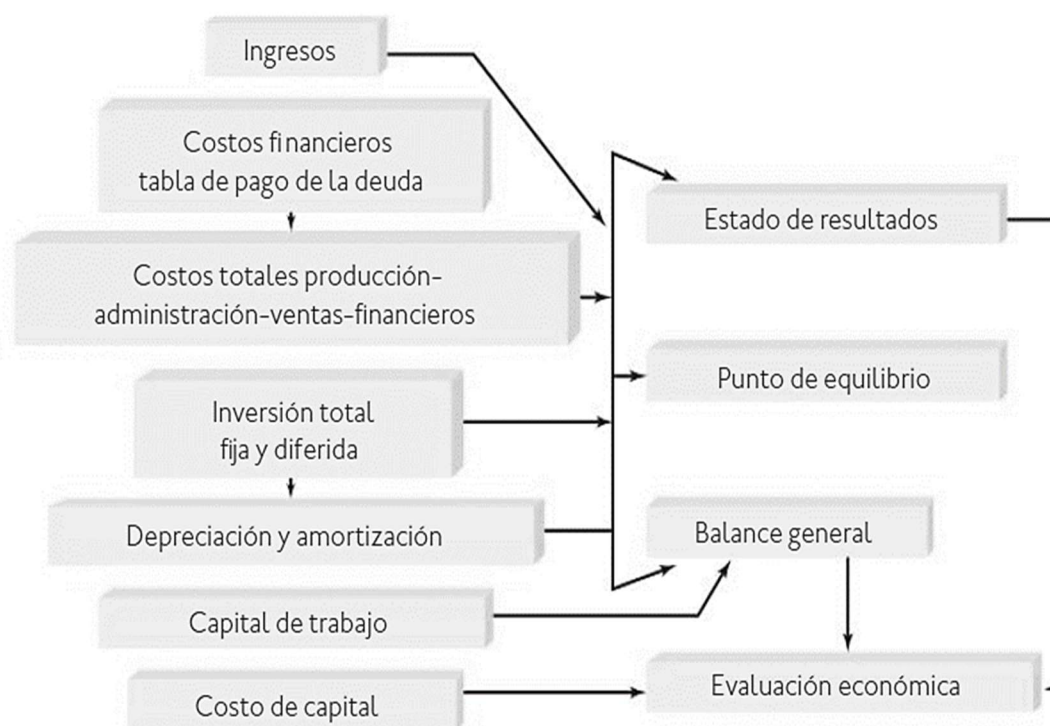 Ingresos
Costos financieros
tabla de pago de la deuda
Costos totales producción-
administración-ventas-financieros
Inversión total
fija y diferida
Depreciación y amortización
Capital de trabajo
Costo de capital
Estado de resultados
Punto de equilibrio
Balance general
Evaluación económica